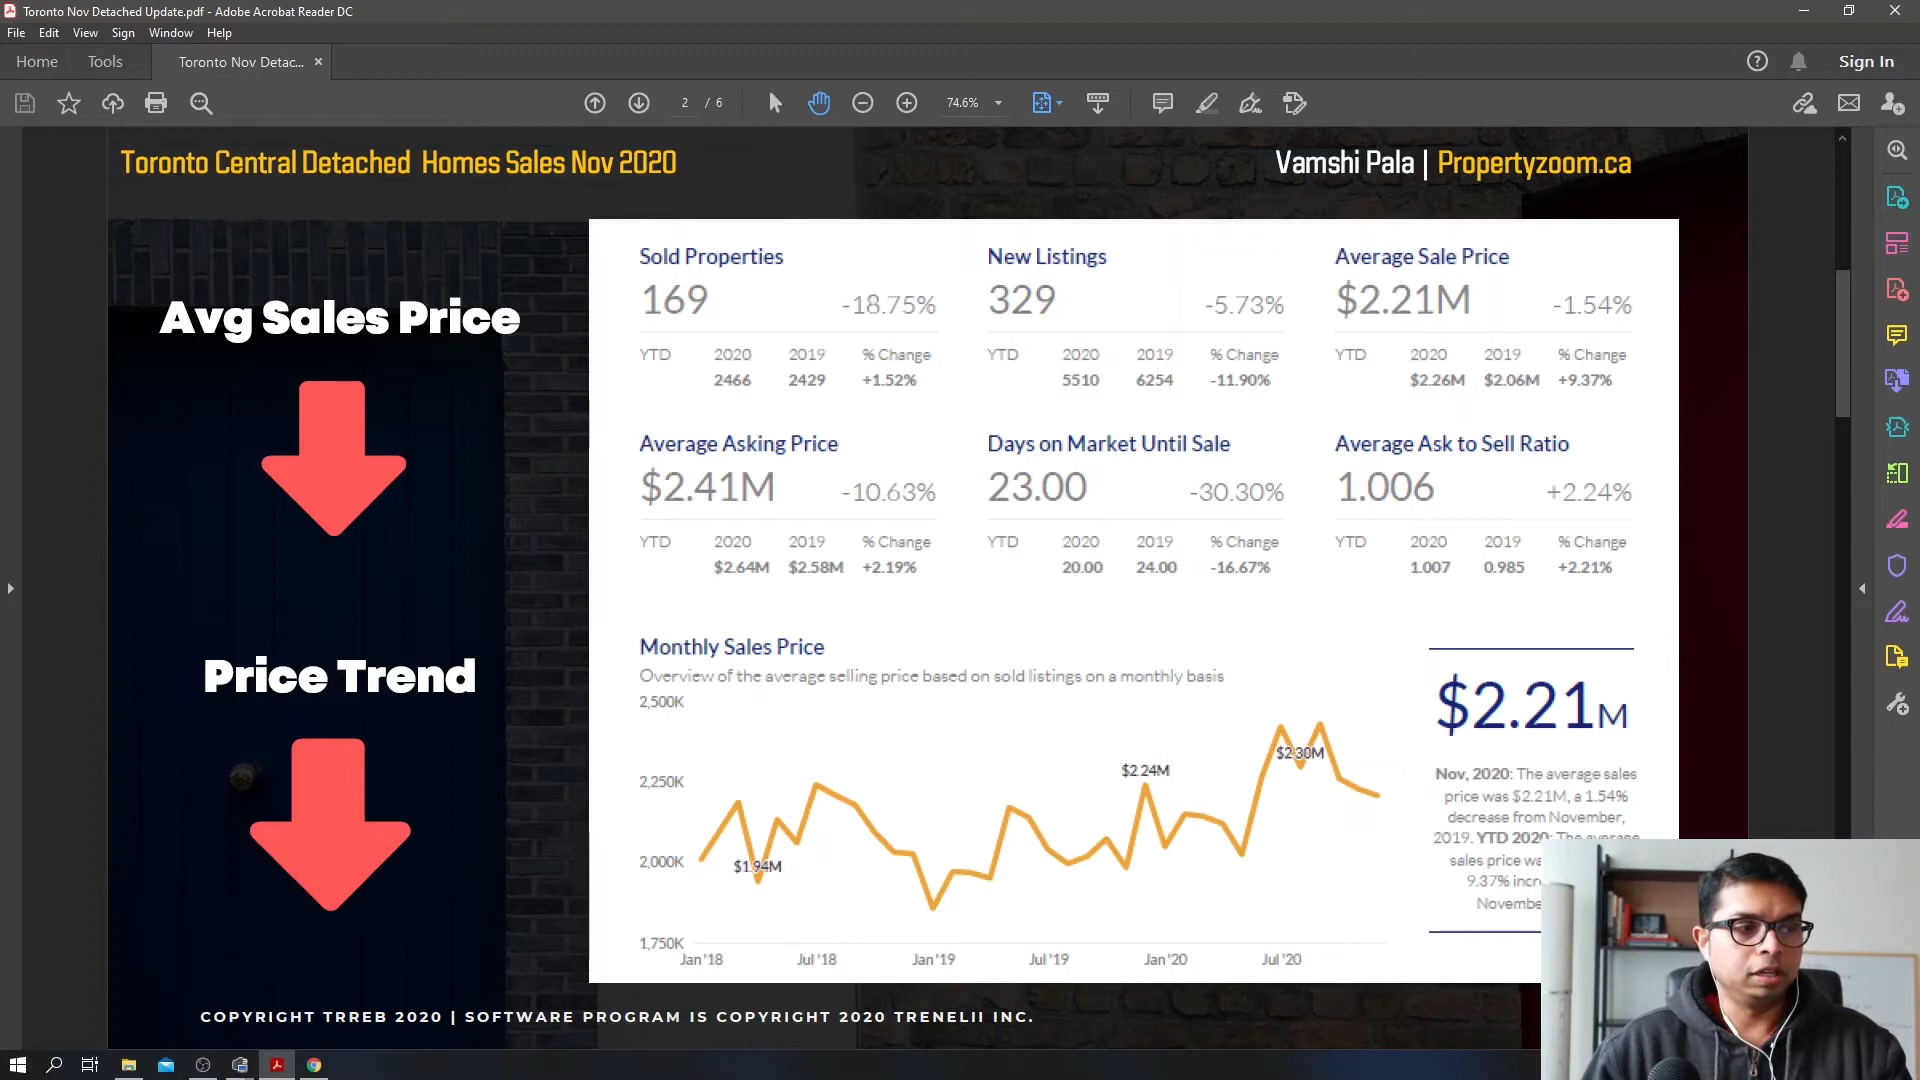 Toronto Nov Detached Update.pdf - Adobe Acrobat Reader DC
File Edit View Sign Window Help
Home Tools Toronto Nov Detac... × Sign In
2 / 6 74.6%
Toronto Central Detached Homes Sales Nov 2020
Vamshi Pala | Propertyzoom.ca
Avg Sales Price
Price Trend
Sold Properties
169 -18.75%
YTD 2020 2019 % Change
2466 2429 +1.52%
New Listings
329 -5.73%
YTD 2020 2019 % Change
5510 6254 -11.90%
Average Sale Price
$2.21M -1.54%
YTD 2020 2019 % Change
$2.26M $2.06M +9.37%
Average Asking Price
$2.41M -10.63%
YTD 2020 2019 % Change
$2.64M $2.58M +2.19%
Days on Market Until Sale
23.00 -30.30%
YTD 2020 2019 % Change
20.00 24.00 -16.67%
Average Ask to Sell Ratio
1.006 +2.24%
YTD 2020 2019 % Change
1.007 0.985 +2.21%
Monthly Sales Price
Overview of the average selling price based on sold listings on a monthly basis
2,500K
2,250K
2,000K
1,750K
$1.94M
$2.24M
$2.30M
Jan '18 Jul '18 Jan '19 Jul '19 Jan '20 Jul '20
$2.21M
Nov, 2020: The average sales
price was $2.21M, a 1.54%
decrease from November,
2019. YTD 2020: The average
sales price wa
9.37% incr
Novembe
COPYRIGHT TRREB 2020 | SOFTWARE PROGRAM IS COPYRIGHT 2020 TRENELII INC.